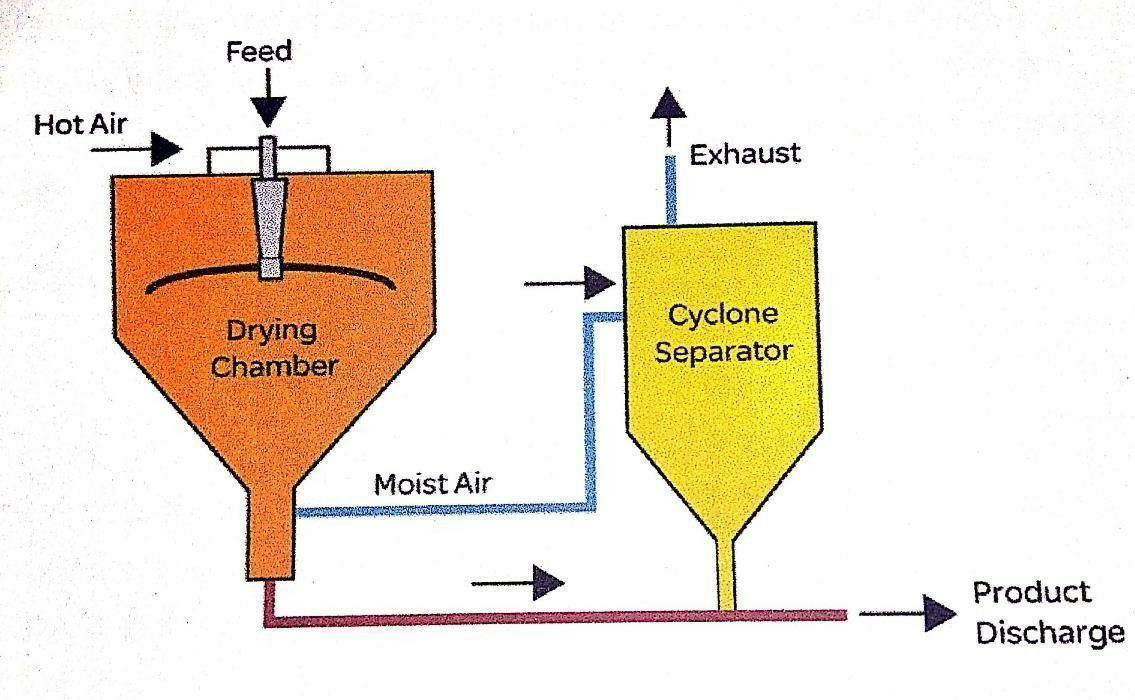 Feed
Hot Air
Exhaust
Cyclone
Separator
Drying
Chamber
Moist Air
Product
Discharge